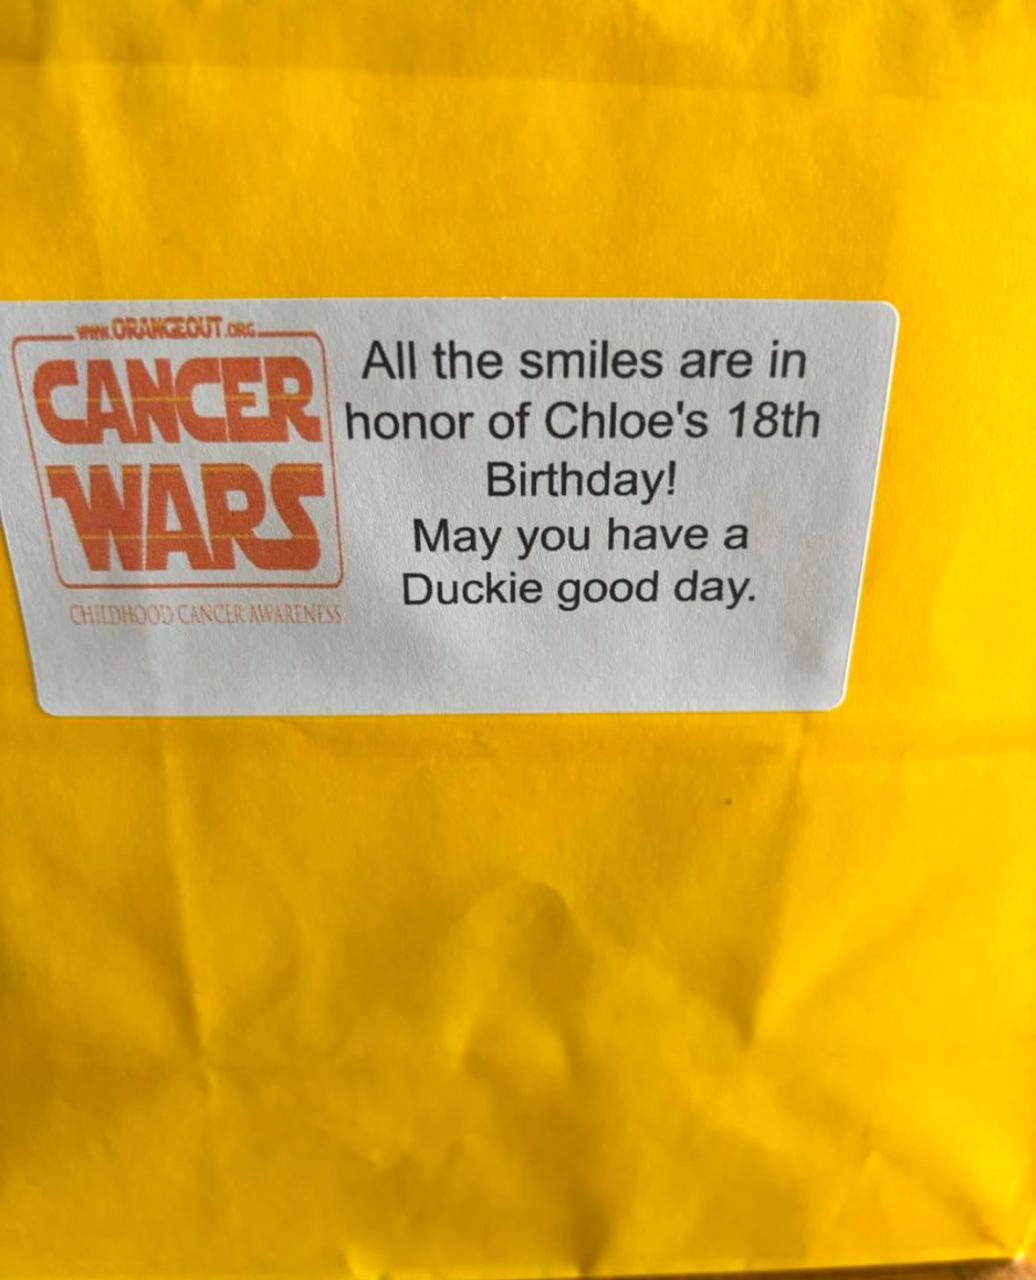 www.ORANGEOUT.ORG
CANCER
WARS
CHILDHOOD CANCER AWARENESS
All the smiles are in
honor of Chloe's 18th
Birthday!
May you have a
Duckie good day.